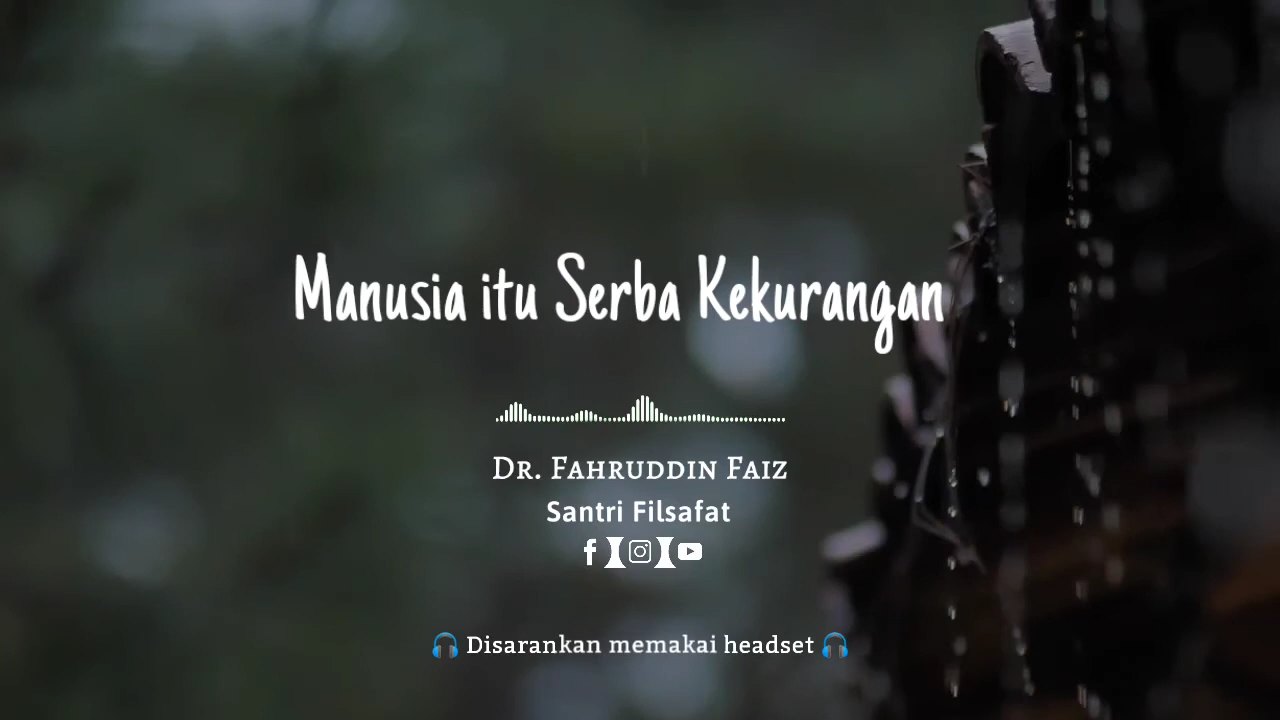 Manusia itu Serba Kekurangan
Dr. Fahruddin Faiz
Santri Filsafat
🎧 Disarankan memakai headset 🎧